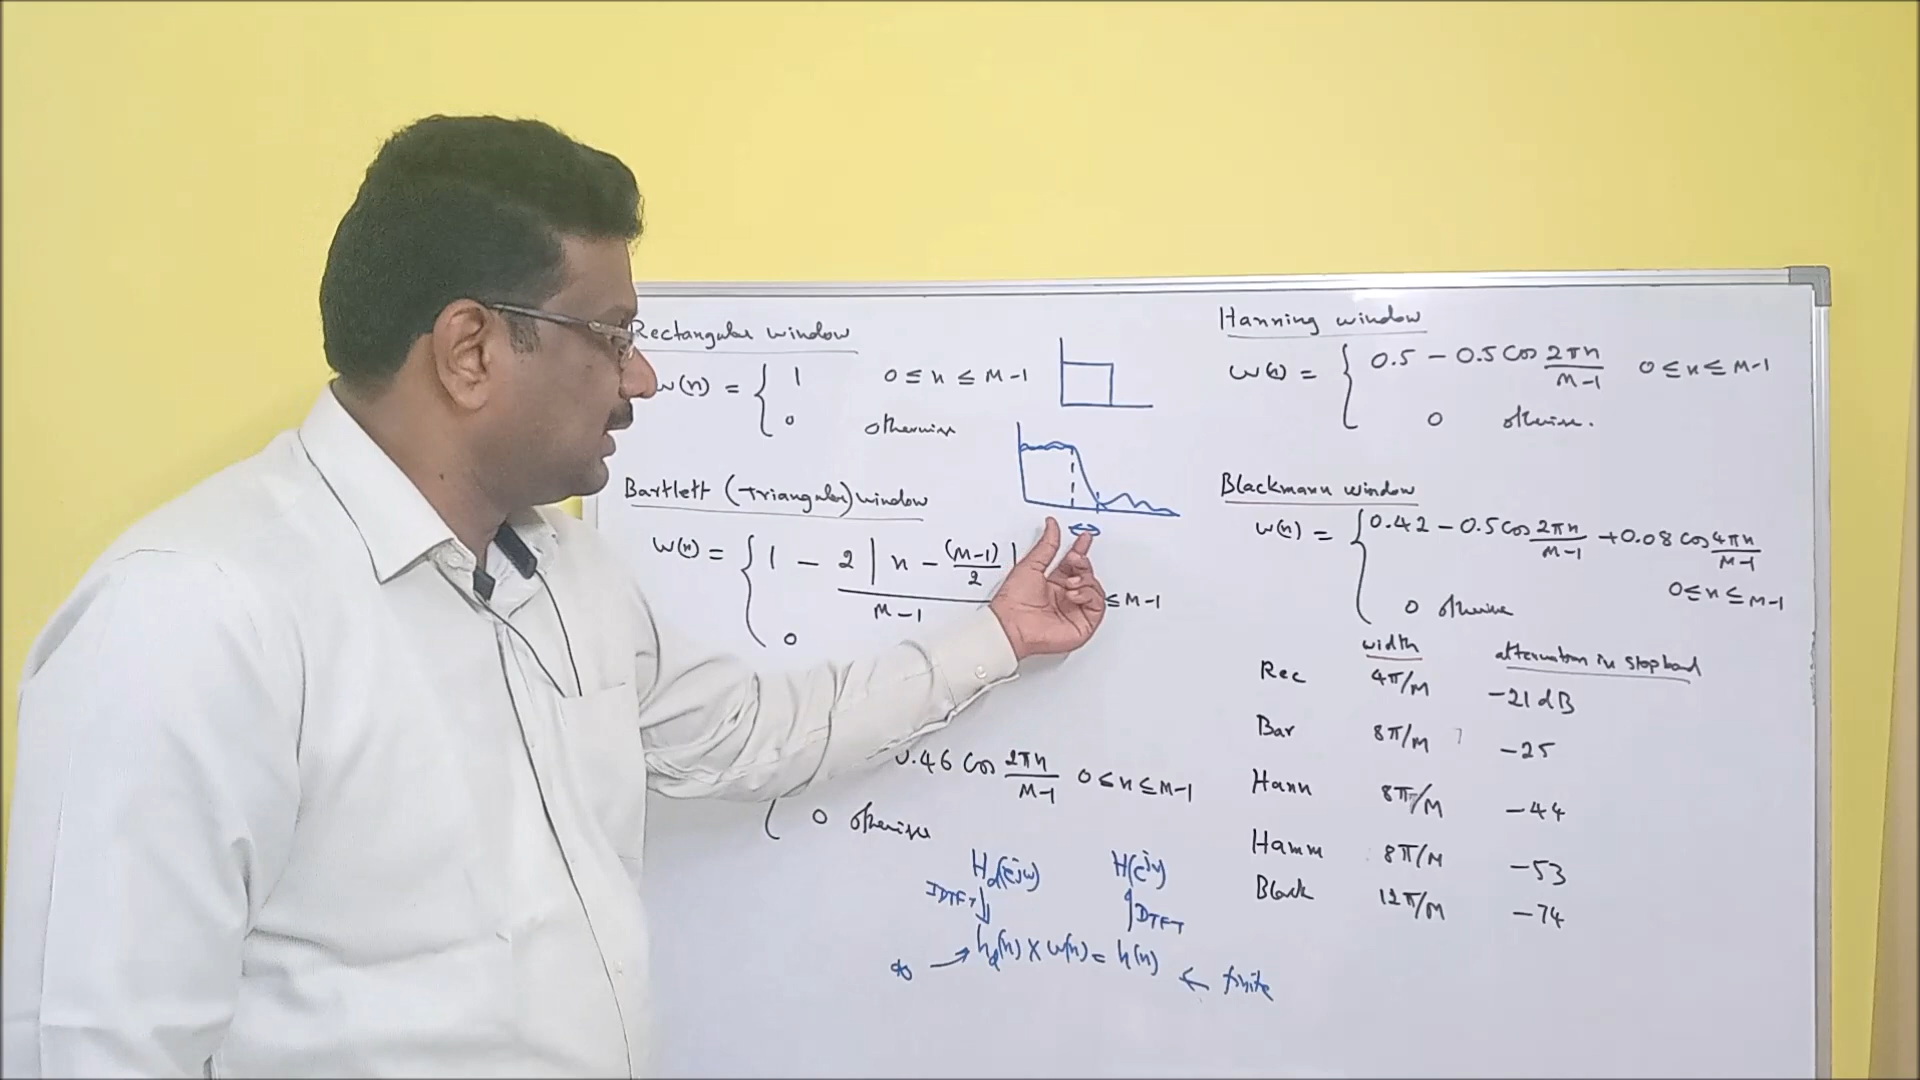 Rectangular window
w(n) = { 1 0 ≤ n ≤ M-1
0 otherwise
Bartlett (triangular) window
w(n) = { 1 - 2 | n - (M-1)/2 | / M-1 ≤ M-1
0
0.46 cos 2πn/M-1 0 ≤ n ≤ M-1
0 otherwise
Hd(ejw) H(ejw)
IDTFT DTFT
∞ → hd(n) x w(n) = h(n) ← finite
Hanning window
w(n) = { 0.5 - 0.5 cos 2πn/M-1 0 ≤ n ≤ M-1
0 otherwise.
Blackmann window
w(n) = { 0.42 - 0.5 cos 2πn/M-1 + 0.08 cos 4πn/M-1
0 ≤ n ≤ M-1
0 otherwise
width attenuation in stopband
Rec 4π/M -21 dB
Bar 8π/M -25
Hann 8π/M -44
Hamm 8π/M -53
Black 12π/M -74